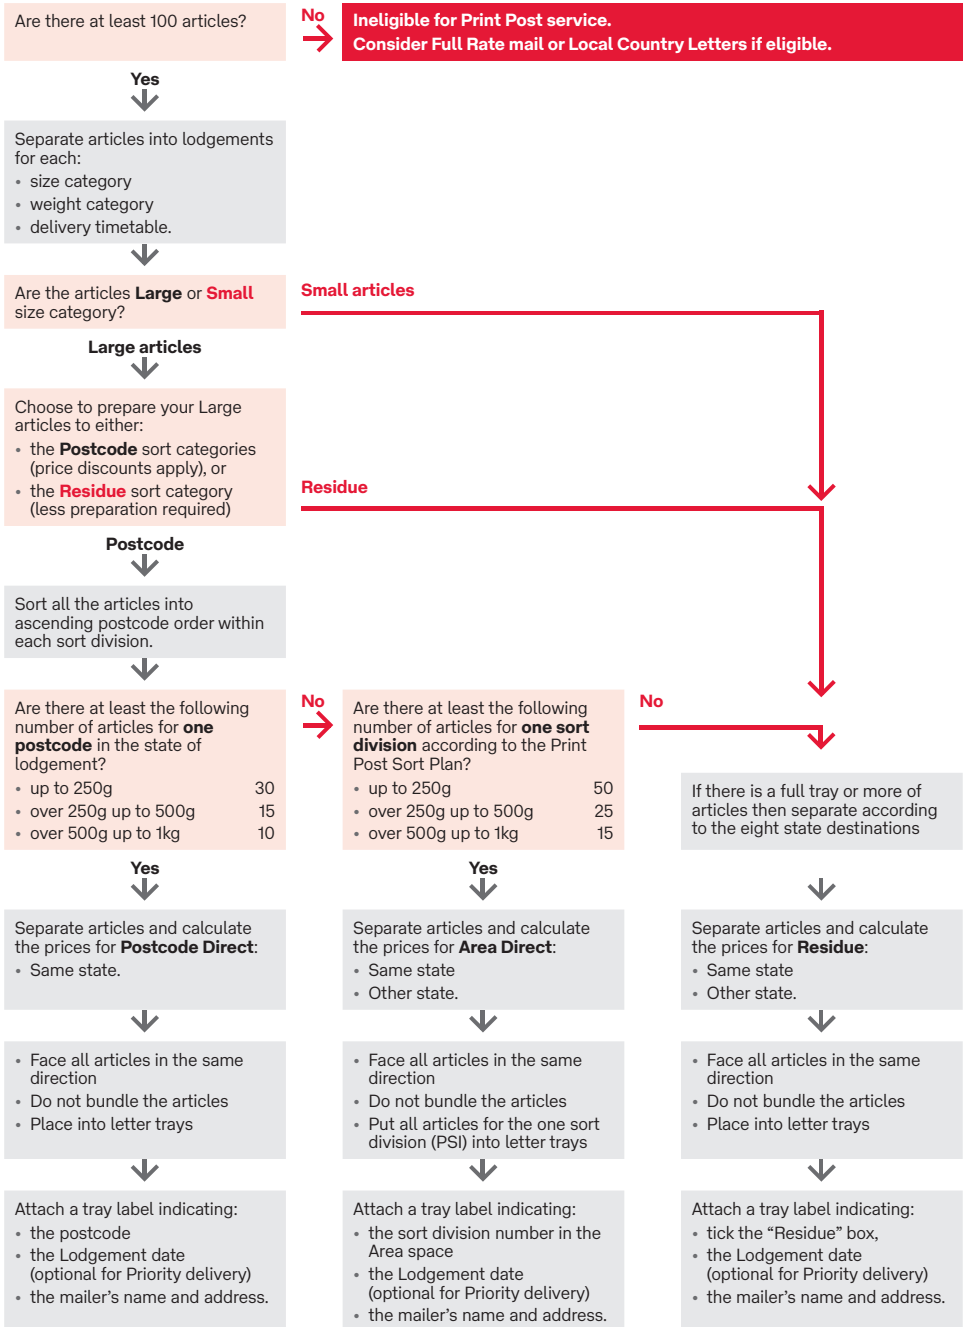 Are there at least 100 articles?
No
Ineligible for Print Post service.
Consider Full Rate mail or Local Country Letters if eligible.
Yes
Separate articles into lodgements
for each:
• size category
• weight category
• delivery timetable.
Are the articles Large or Small
size category?
Small articles
Large articles
Choose to prepare your Large
articles to either:
• the Postcode sort categories
(price discounts apply), or
• the Residue sort category
(less preparation required)
Residue
Postcode
Sort all the articles into
ascending postcode order within
each sort division.
Are there at least the following
number of articles for one
postcode in the state of
lodgement?
• up to 250g 30
• over 250g up to 500g 15
• over 500g up to 1kg 10
No
Are there at least the following
number of articles for one sort
division according to the Print
Post Sort Plan?
• up to 250g 50
• over 250g up to 500g 25
• over 500g up to 1kg 15
No
If there is a full tray or more of
articles then separate according
to the eight state destinations
Yes
Yes
Separate articles and calculate
the prices for Postcode Direct:
• Same state.
Separate articles and calculate
the prices for Area Direct:
• Same state
• Other state.
Separate articles and calculate
the prices for Residue:
• Same state
• Other state.
• Face all articles in the same
direction
• Do not bundle the articles
• Place into letter trays
• Face all articles in the same
direction
• Do not bundle the articles
• Put all articles for the one sort
division (PSI) into letter trays
• Face all articles in the same
direction
• Do not bundle the articles
• Place into letter trays
Attach a tray label indicating:
• the postcode
• the Lodgement date
(optional for Priority delivery)
• the mailer's name and address.
Attach a tray label indicating:
• the sort division number in the
Area space
• the Lodgement date
(optional for Priority delivery)
• the mailer's name and address.
Attach a tray label indicating:
• tick the “Residue” box,
• the Lodgement date
(optional for Priority delivery)
• the mailer's name and address.